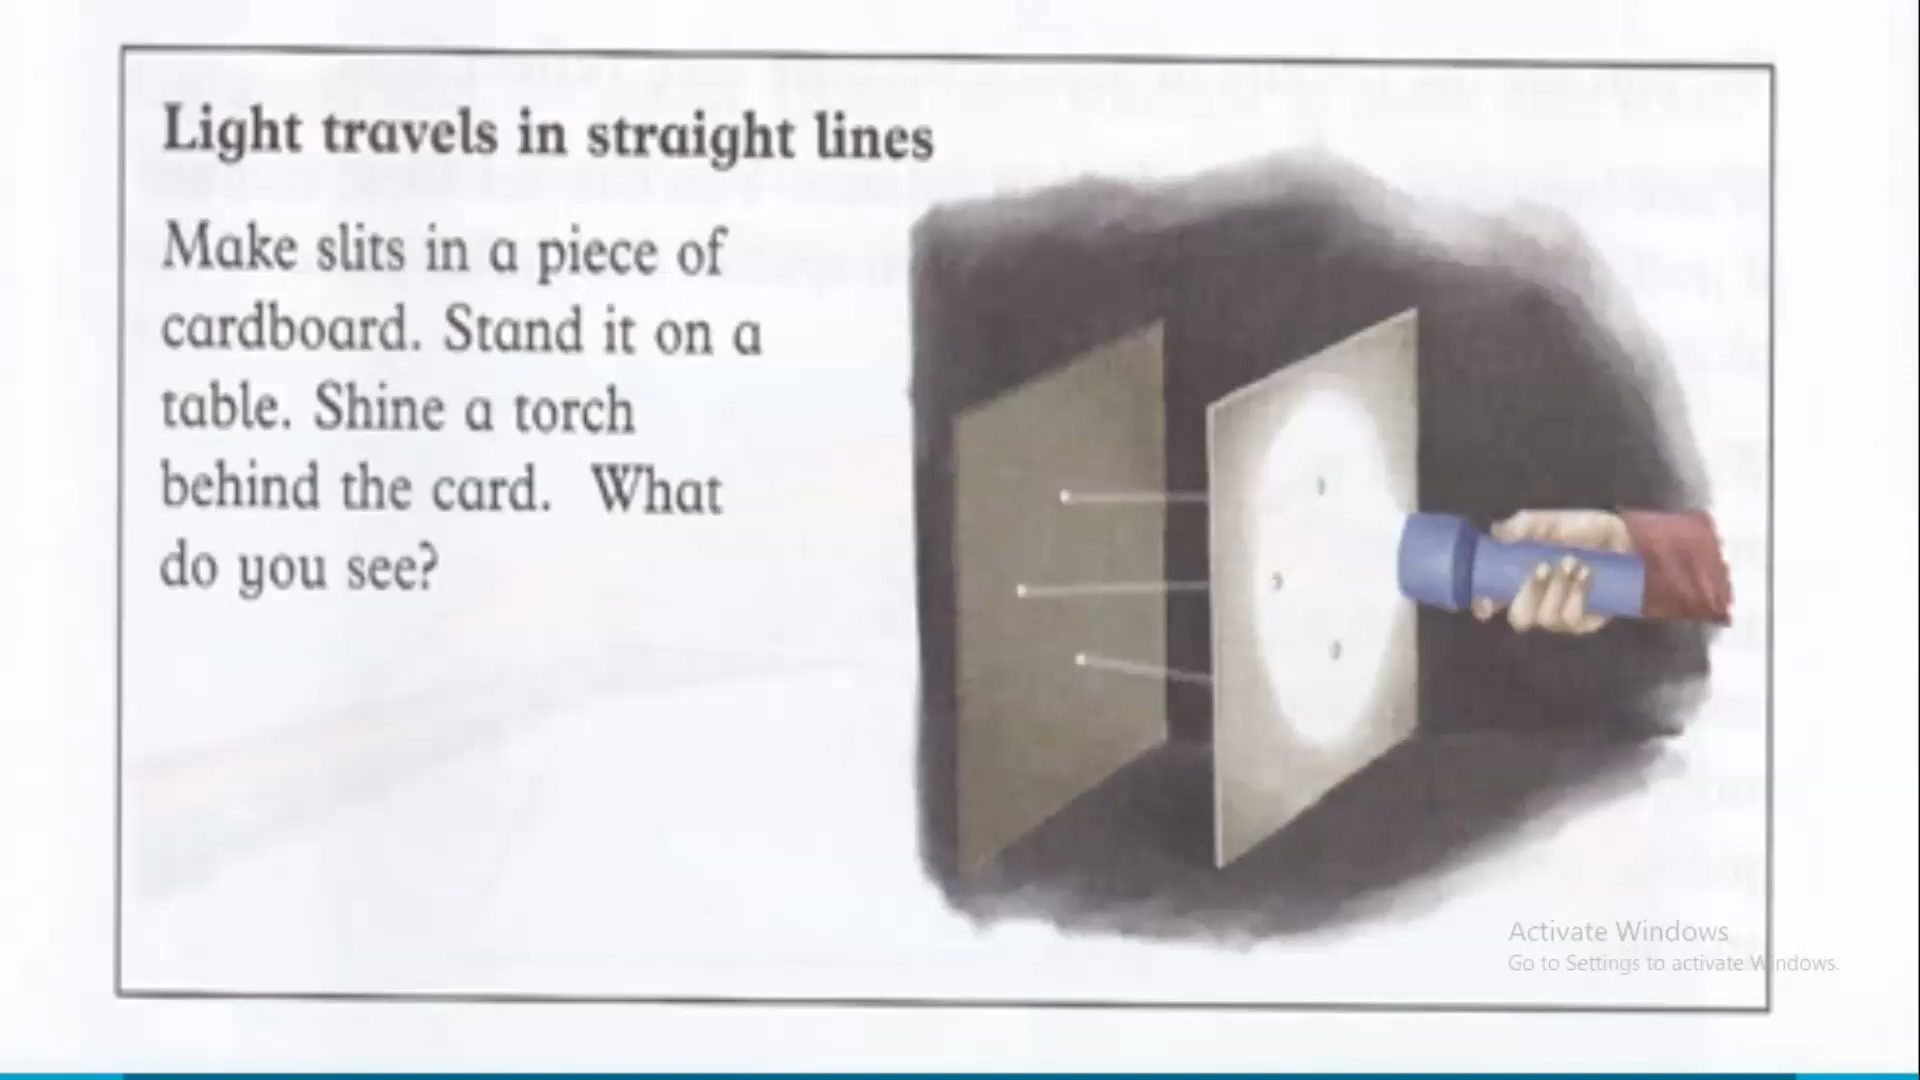 Light travels in straight lines
Make slits in a piece of
cardboard. Stand it on a
table. Shine a torch
behind the card. What
do you see?
Activate Windows
Go to Settings to activate Windows.